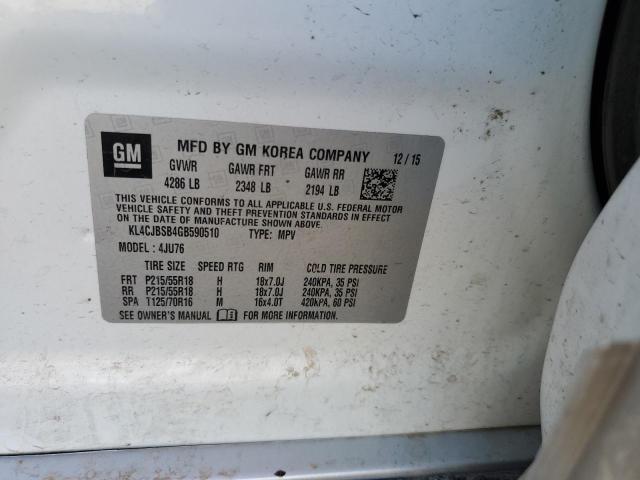 GM
MFD BY GM KOREA COMPANY 12/15
GVWR GAWR FRT GAWR RR
4286 LB 2348 LB 2194 LB
THIS VEHICLE CONFORMS TO ALL APPLICABLE U.S. FEDERAL MOTOR
VEHICLE SAFETY AND THEFT PREVENTION STANDARDS IN EFFECT
ON THE DATE OF MANUFACTURE SHOWN ABOVE.
KL4CJBSB4GB590510 TYPE: MPV
MODEL: 4JU76
TIRE SIZE SPEED RTG RIM COLD TIRE PRESSURE
FRT P215/55R18 H 18x7.0J 240KPA, 35 PSI
RR P215/55R18 H 18x7.0J 240KPA, 35 PSI
SPA T125/70R16 M 16x4.0T 420KPA, 60 PSI
SEE OWNER'S MANUAL FOR MORE INFORMATION.